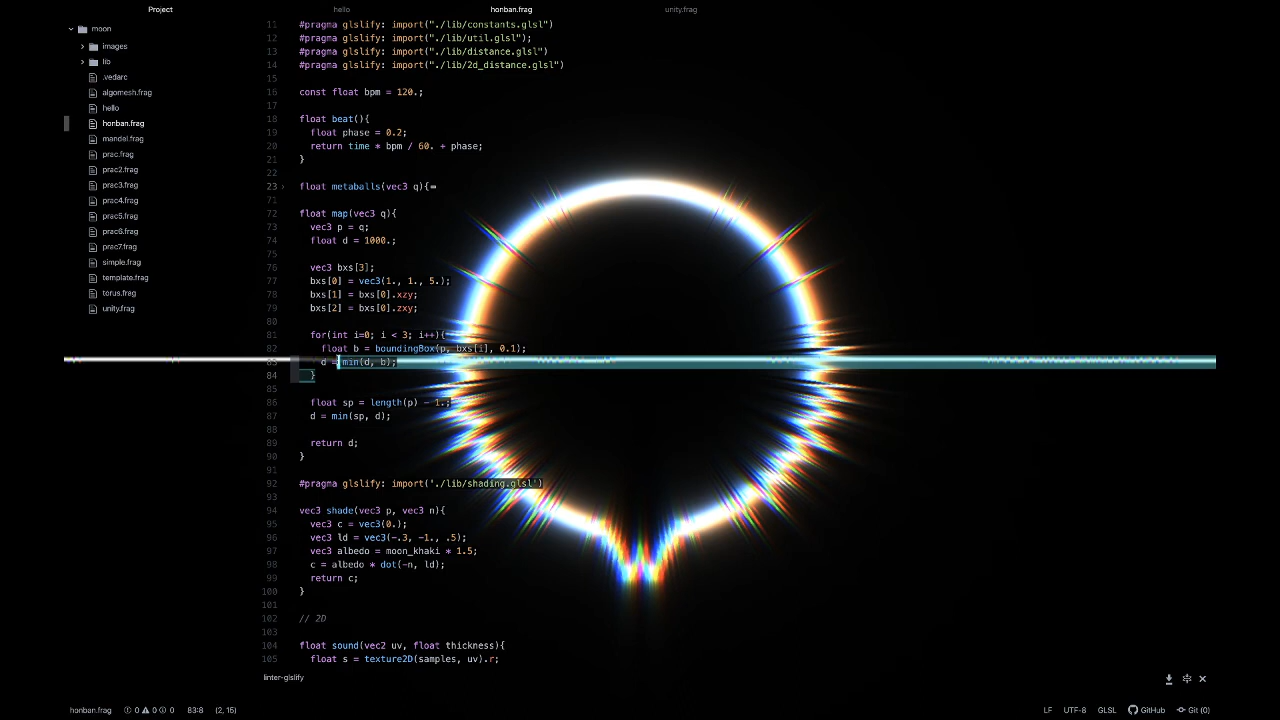 Project
hello
honban.frag
unity.frag
moon
images
lib
.vedarc
algomesh.frag
hello
honban.frag
mandel.frag
prac.frag
prac2.frag
prac3.frag
prac4.frag
prac5.frag
prac6.frag
prac7.frag
simple.frag
template.frag
torus.frag
unity.frag
11 #pragma glslify: import("./lib/constants.glsl")
12 #pragma glslify: import("./lib/util.glsl");
13 #pragma glslify: import("./lib/distance.glsl")
14 #pragma glslify: import("./lib/2d_distance.glsl")
15
16 const float bpm = 120.;
17
18 float beat(){
19 float phase = 0.2;
20 return time * bpm / 60. + phase;
21 }
22
23 float metaballs(vec3 q){
71
72 float map(vec3 q){
73 vec3 p = q;
74 float d = 1000.;
75
76 vec3 bxs[3];
77 bxs[0] = vec3(1., 1., 5.);
78 bxs[1] = bxs[0].xzy;
79 bxs[2] = bxs[0].zxy;
80
81 for(int i=0; i < 3; i++){
82 float b = boundingBox(p, bxs[i], 0.1);
83 d = min(d, b);
84 }
85
86 float sp = length(p) - 1.;
87 d = min(sp, d);
88
89 return d;
90 }
91
92 #pragma glslify: import('./lib/shading.glsl')
93
94 vec3 shade(vec3 p, vec3 n){
95 vec3 c = vec3(0.);
96 vec3 ld = vec3(-.3, -1., .5);
97 vec3 albedo = moon_khaki * 1.5;
98 c = albedo * dot(-n, ld);
99 return c;
100 }
101
102 // 2D
103
104 float sound(vec2 uv, float thickness){
105 float s = texture2D(samples, uv).r;
linter-glslify
honban.frag 0 0 0 83:8 (2, 15) LF UTF-8 GLSL GitHub Git (0)